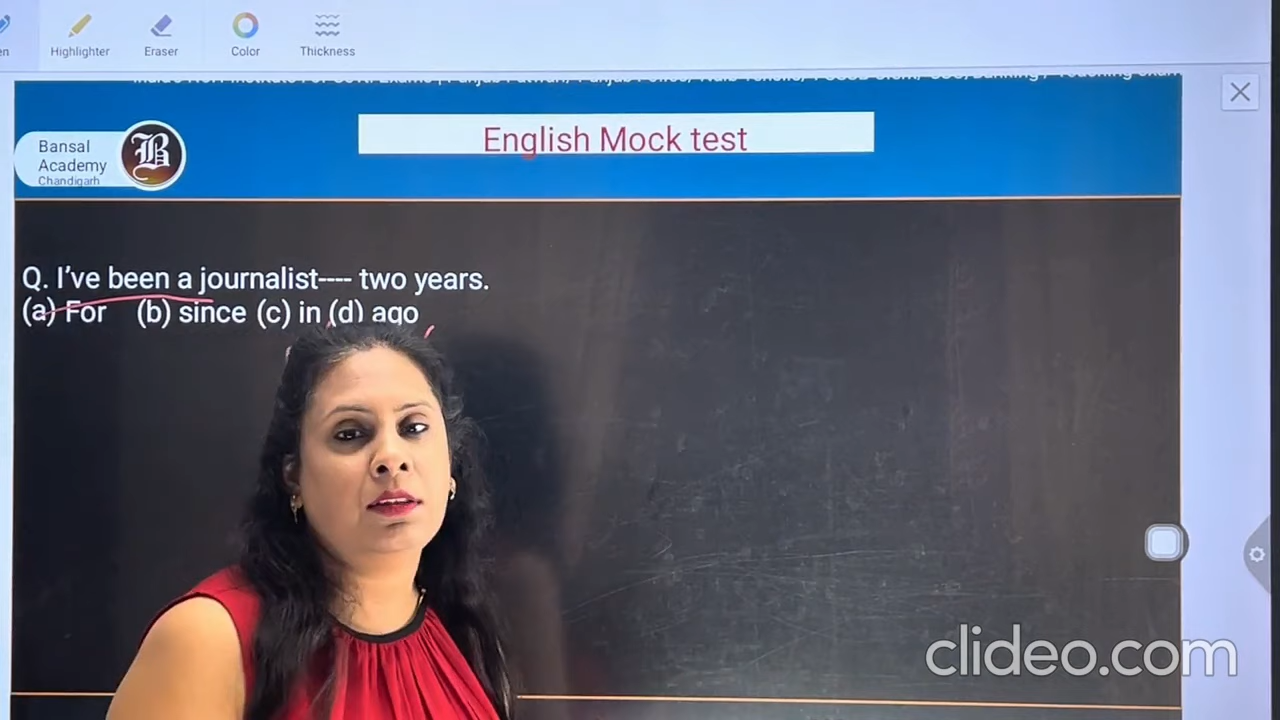 Highlighter
Eraser
Color
Thickness
Bansal
Academy
Chandigarh
English Mock test
Q. I've been a journalist---- two years.
(a) For (b) since (c) in (d) ago
clideo.com